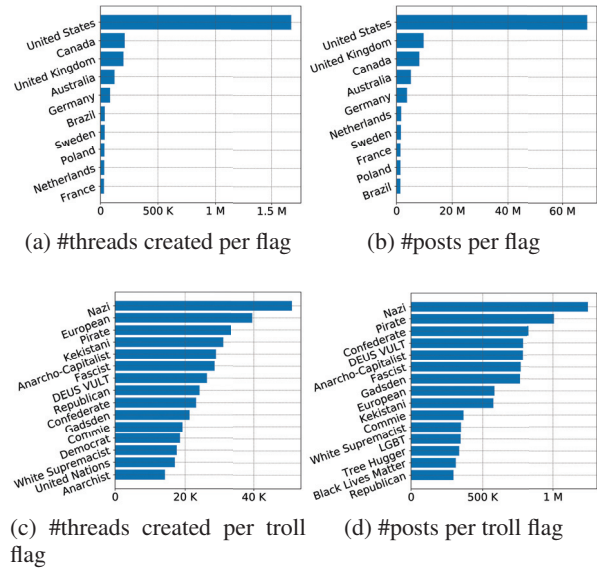 United States
Canada
United Kingdom
Australia
Germany
Brazil
Sweden
Poland
Netherlands
France
0 500 K 1 M 1.5 M
(a) #threads created per flag
United States
United Kingdom
Canada
Australia
Germany
Netherlands
Sweden
France
Poland
Brazil
0 20 M 40 M 60 M
(b) #posts per flag
Nazi
European
Pirate
Kekistani
Anarcho-Capitalist
Fascist
DEUS VULT
Republican
Confederate
Gadsden
Commie
Democrat
White Supremacist
United Nations
Anarchist
0 20 K 40 K
(c) #threads created per troll
flag
Nazi
Pirate
Confederate
DEUS VULT
Anarcho-Capitalist
Fascist
Gadsden
European
Kekistani
Commie
White Supremacist
LGBT
Tree Hugger
Black Lives Matter
Republican
0 500 K 1 M
(d) #posts per troll flag